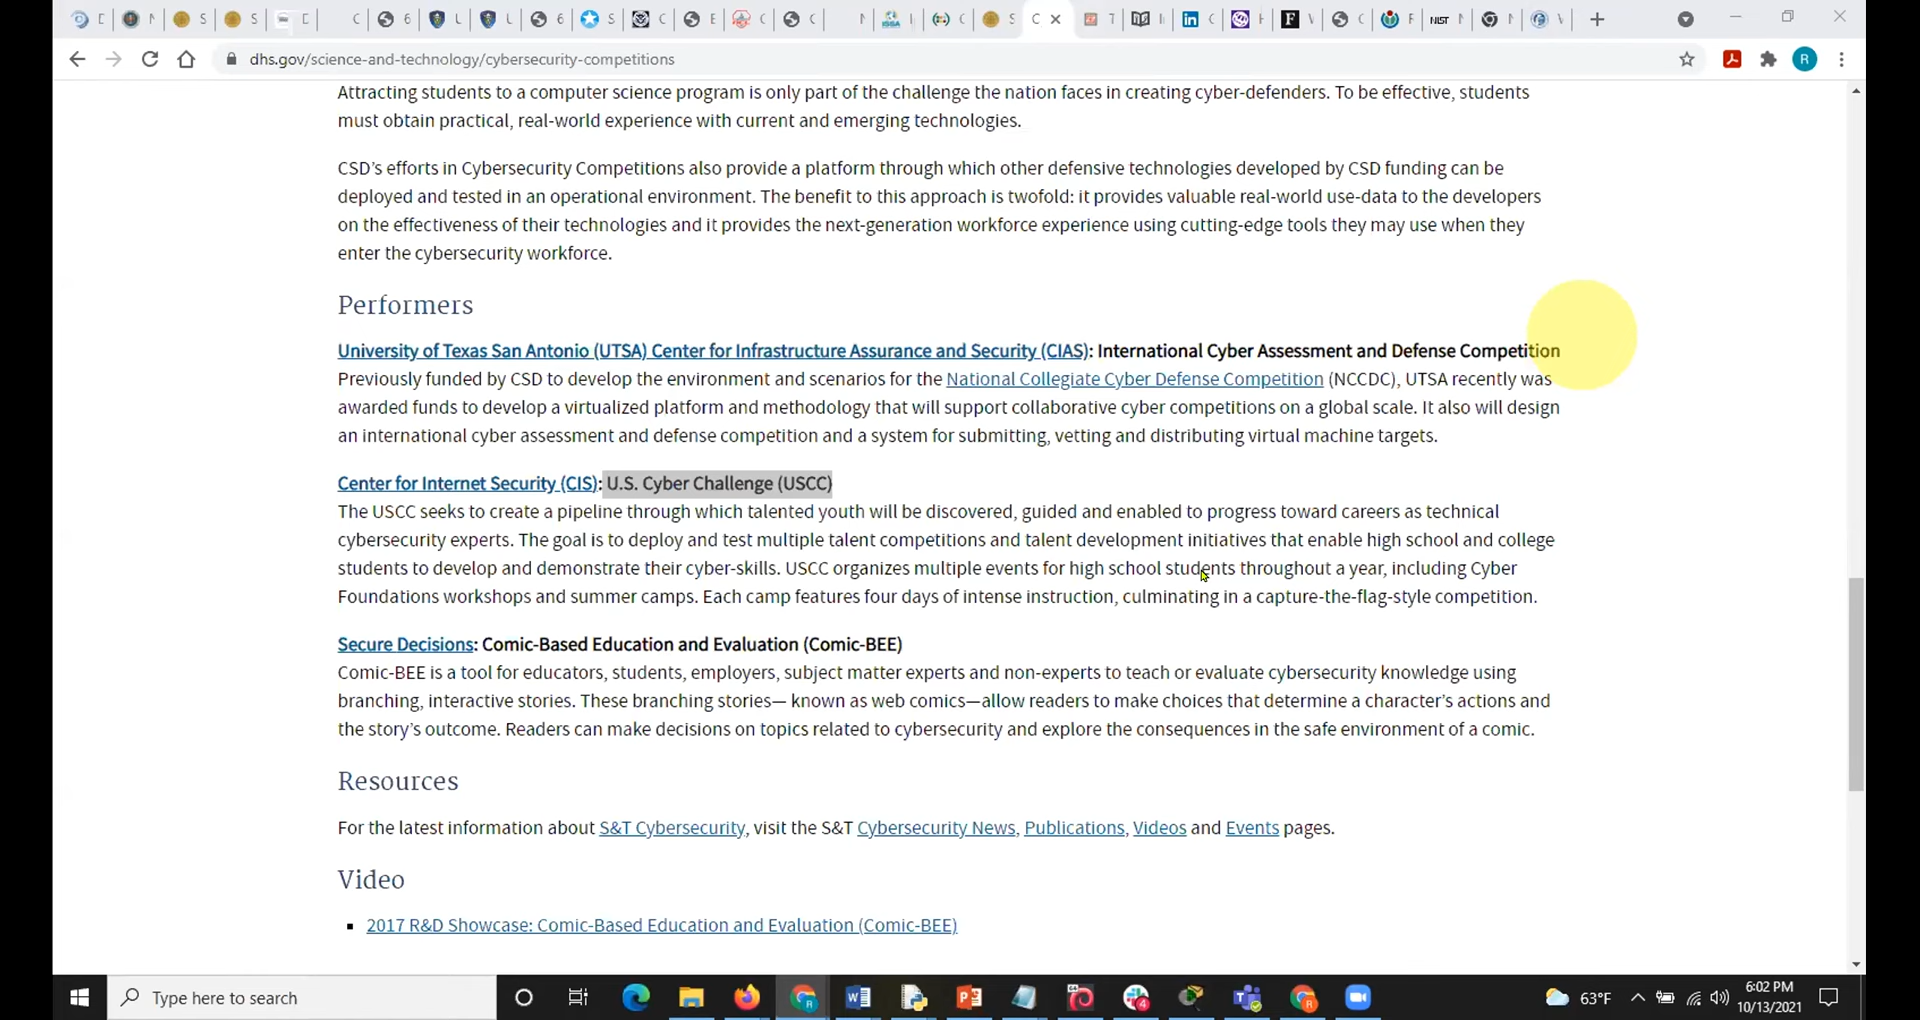 D
N
S
S
D
C
6
L
L
6
S
C
E
C
C
N
I
C
S
C
T
I
C
H
V
C
F
NIST
N
V
dhs.gov/science-and-technology/cybersecurity-competitions
R
Attracting students to a computer science program is only part of the challenge the nation faces in creating cyber-defenders. To be effective, students
must obtain practical, real-world experience with current and emerging technologies.
CSD’s efforts in Cybersecurity Competitions also provide a platform through which other defensive technologies developed by CSD funding can be
deployed and tested in an operational environment. The benefit to this approach is twofold: it provides valuable real-world use-data to the developers
on the effectiveness of their technologies and it provides the next-generation workforce experience using cutting-edge tools they may use when they
enter the cybersecurity workforce.
Performers
University of Texas San Antonio (UTSA) Center for Infrastructure Assurance and Security (CIAS): International Cyber Assessment and Defense Competition
Previously funded by CSD to develop the environment and scenarios for the National Collegiate Cyber Defense Competition (NCCDC), UTSA recently was
awarded funds to develop a virtualized platform and methodology that will support collaborative cyber competitions on a global scale. It also will design
an international cyber assessment and defense competition and a system for submitting, vetting and distributing virtual machine targets.
Center for Internet Security (CIS): U.S. Cyber Challenge (USCC)
The USCC seeks to create a pipeline through which talented youth will be discovered, guided and enabled to progress toward careers as technical
cybersecurity experts. The goal is to deploy and test multiple talent competitions and talent development initiatives that enable high school and college
students to develop and demonstrate their cyber-skills. USCC organizes multiple events for high school students throughout a year, including Cyber
Foundations workshops and summer camps. Each camp features four days of intense instruction, culminating in a capture-the-flag-style competition.
Secure Decisions: Comic-Based Education and Evaluation (Comic-BEE)
Comic-BEE is a tool for educators, students, employers, subject matter experts and non-experts to teach or evaluate cybersecurity knowledge using
branching, interactive stories. These branching stories— known as web comics—allow readers to make choices that determine a character’s actions and
the story’s outcome. Readers can make decisions on topics related to cybersecurity and explore the consequences in the safe environment of a comic.
Resources
For the latest information about S&T Cybersecurity, visit the S&T Cybersecurity News, Publications, Videos and Events pages.
Video
2017 R&D Showcase: Comic-Based Education and Evaluation (Comic-BEE)
Type here to search
63°F
6:02 PM
10/13/2021